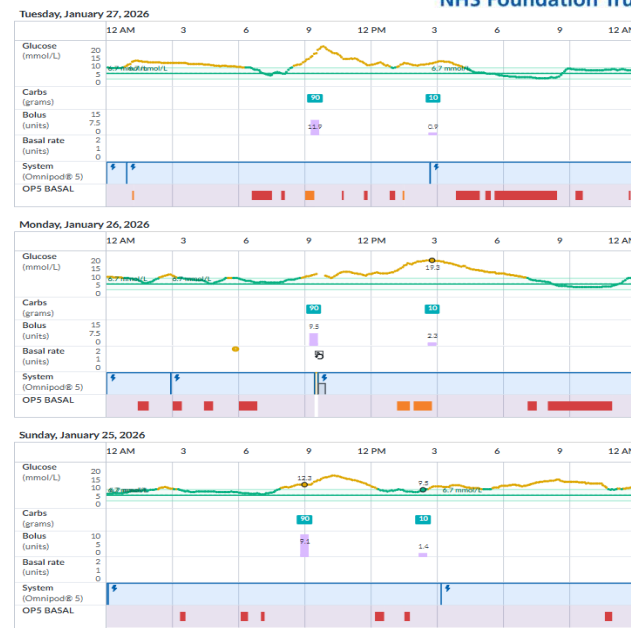 NHS Foundation Tru
Tuesday, January 27, 2026
12 AM 3 6 9 12 PM 3 6 9 12 A
Glucose
(mmol/L)
20
15
10
5
0
6.7 mmol/L
Carbs
(grams)
90 10
Bolus
(units)
15
7.5
0
11.9 0.9
Basal rate
(units)
2
1
0
System
(Omnipod® 5)
OP5 BASAL
Monday, January 26, 2026
12 AM 3 6 9 12 PM 3 6 9 12 A
Glucose
(mmol/L)
20
15
10
5
0
6.7 mmol/L 6.7 mmol/L 19.2
Carbs
(grams)
90 10
Bolus
(units)
15
7.5
0
9.5 2.3
Basal rate
(units)
2
1
0
System
(Omnipod® 5)
OP5 BASAL
Sunday, January 25, 2026
12 AM 3 6 9 12 PM 3 6 9 12 A
Glucose
(mmol/L)
20
15
10
5
0
12.3 9.5 6.7 mmol/L
Carbs
(grams)
90 10
Bolus
(units)
10
5
0
9.1 1.4
Basal rate
(units)
2
1
0
System
(Omnipod® 5)
OP5 BASAL